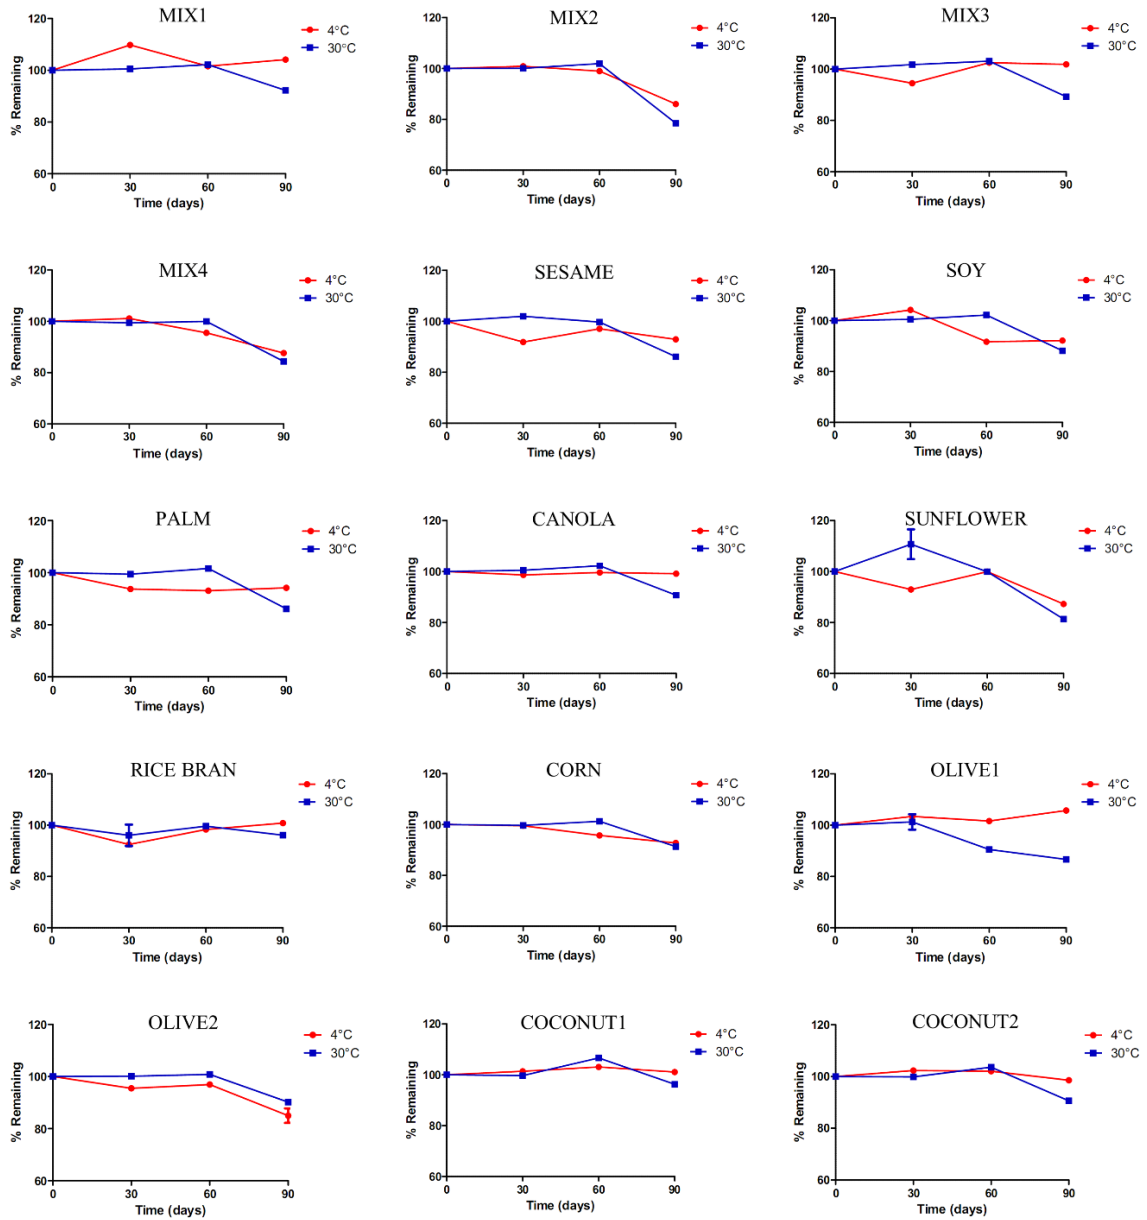 MIX1
120
100
80
60
% Remaining
0 30 60 90
Time (days)
4°C
30°C
MIX2
120
100
80
60
% Remaining
0 30 60 90
Time (days)
4°C
30°C
MIX3
120
100
80
60
% Remaining
0 30 60 90
Time (days)
4°C
30°C
MIX4
120
100
80
60
% Remaining
0 30 60 90
Time (days)
4°C
30°C
SESAME
120
100
80
60
% Remaining
0 30 60 90
Time (days)
4°C
30°C
SOY
120
100
80
60
% Remaining
0 30 60 90
Time (days)
4°C
30°C
PALM
120
100
80
60
% Remaining
0 30 60 90
Time (days)
4°C
30°C
CANOLA
120
100
80
60
% Remaining
0 30 60 90
Time (days)
4°C
30°C
SUNFLOWER
120
100
80
60
% Remaining
0 30 60 90
Time (days)
4°C
30°C
RICE BRAN
120
100
80
60
% Remaining
0 30 60 90
Time (days)
4°C
30°C
CORN
120
100
80
60
% Remaining
0 30 60 90
Time (days)
4°C
30°C
OLIVE1
120
100
80
60
% Remaining
0 30 60 90
Time (days)
4°C
30°C
OLIVE2
120
100
80
60
% Remaining
0 30 60 90
Time (days)
4°C
30°C
COCONUT1
120
100
80
60
% Remaining
0 30 60 90
Time (days)
4°C
30°C
COCONUT2
120
100
80
60
% Remaining
0 30 60 90
Time (days)
4°C
30°C